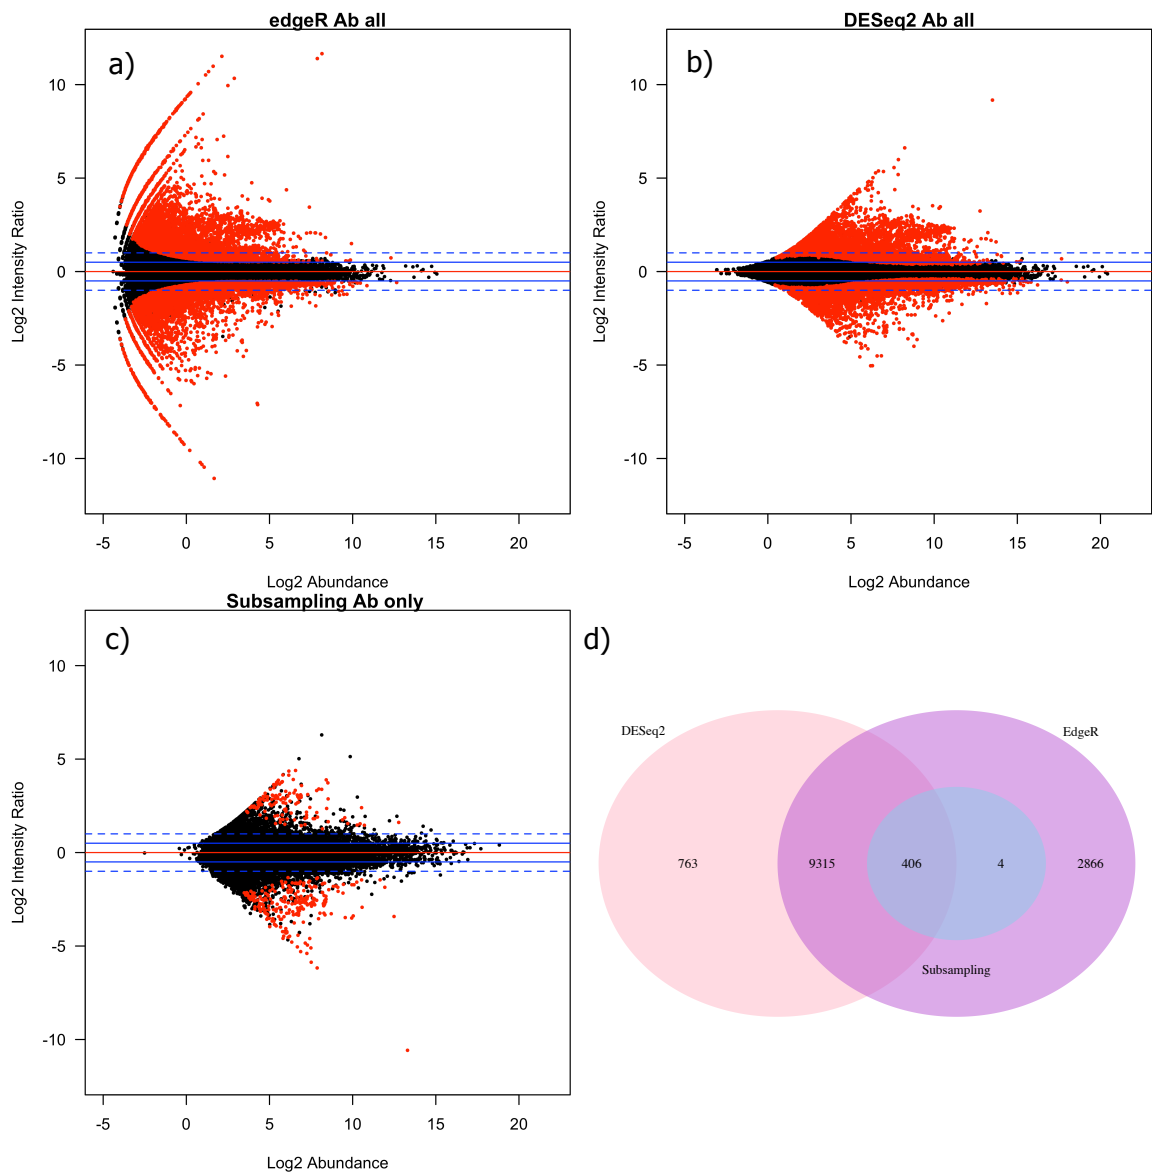 edgeR Ab all
a)
10
5
0
-5
-10
Log2 Intensity Ratio
-5 0 5 10 15 20
Log2 Abundance
DESeq2 Ab all
b)
10
5
0
-5
-10
Log2 Intensity Ratio
-5 0 5 10 15 20
Log2 Abundance
Subsampling Ab only
c)
10
5
0
-5
-10
Log2 Intensity Ratio
-5 0 5 10 15 20
Log2 Abundance
d)
DESeq2
EdgeR
763 9315 406 4 2866
Subsampling